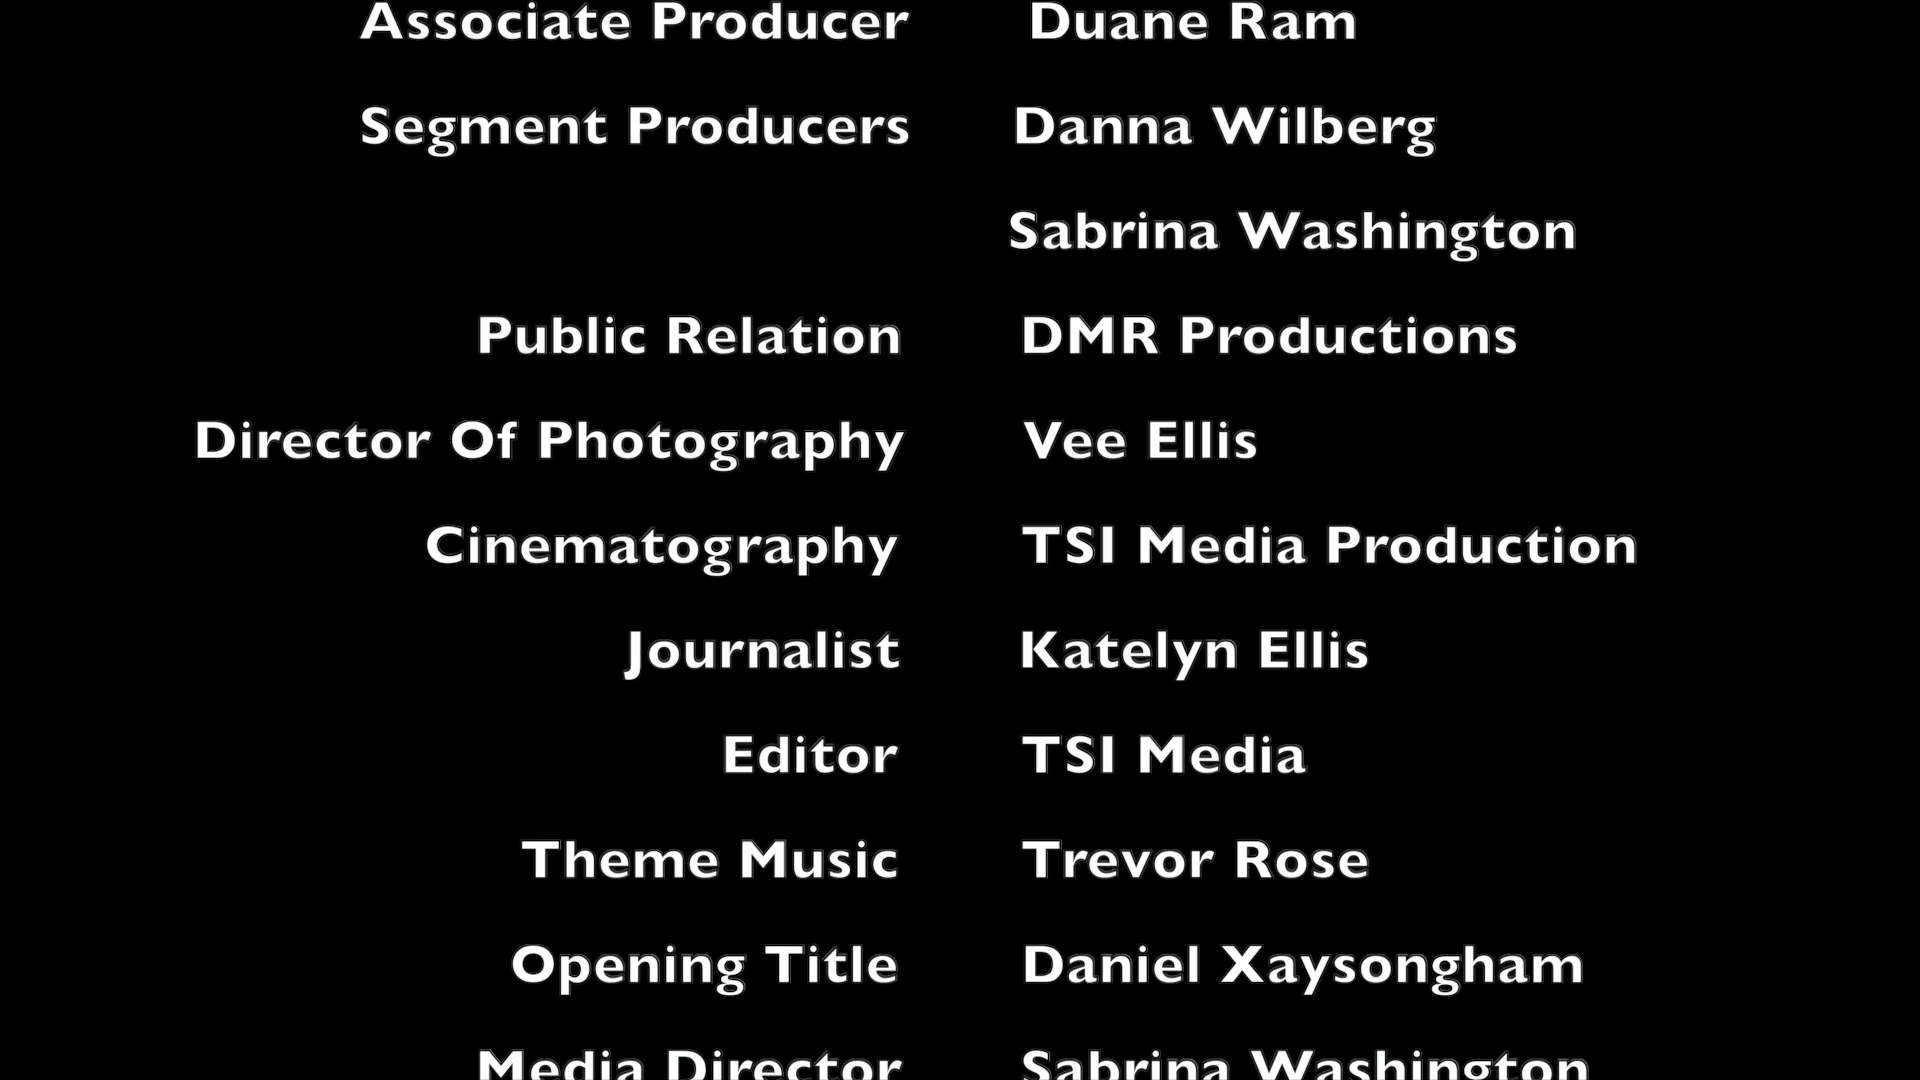 Associate Producer Duane Ram
Segment Producers Danna Wilberg
Sabrina Washington
Public Relation DMR Productions
Director Of Photography Vee Ellis
Cinematography TSI Media Production
Journalist Katelyn Ellis
Editor TSI Media
Theme Music Trevor Rose
Opening Title Daniel Xaysongham
Media Director Sabrina Washington